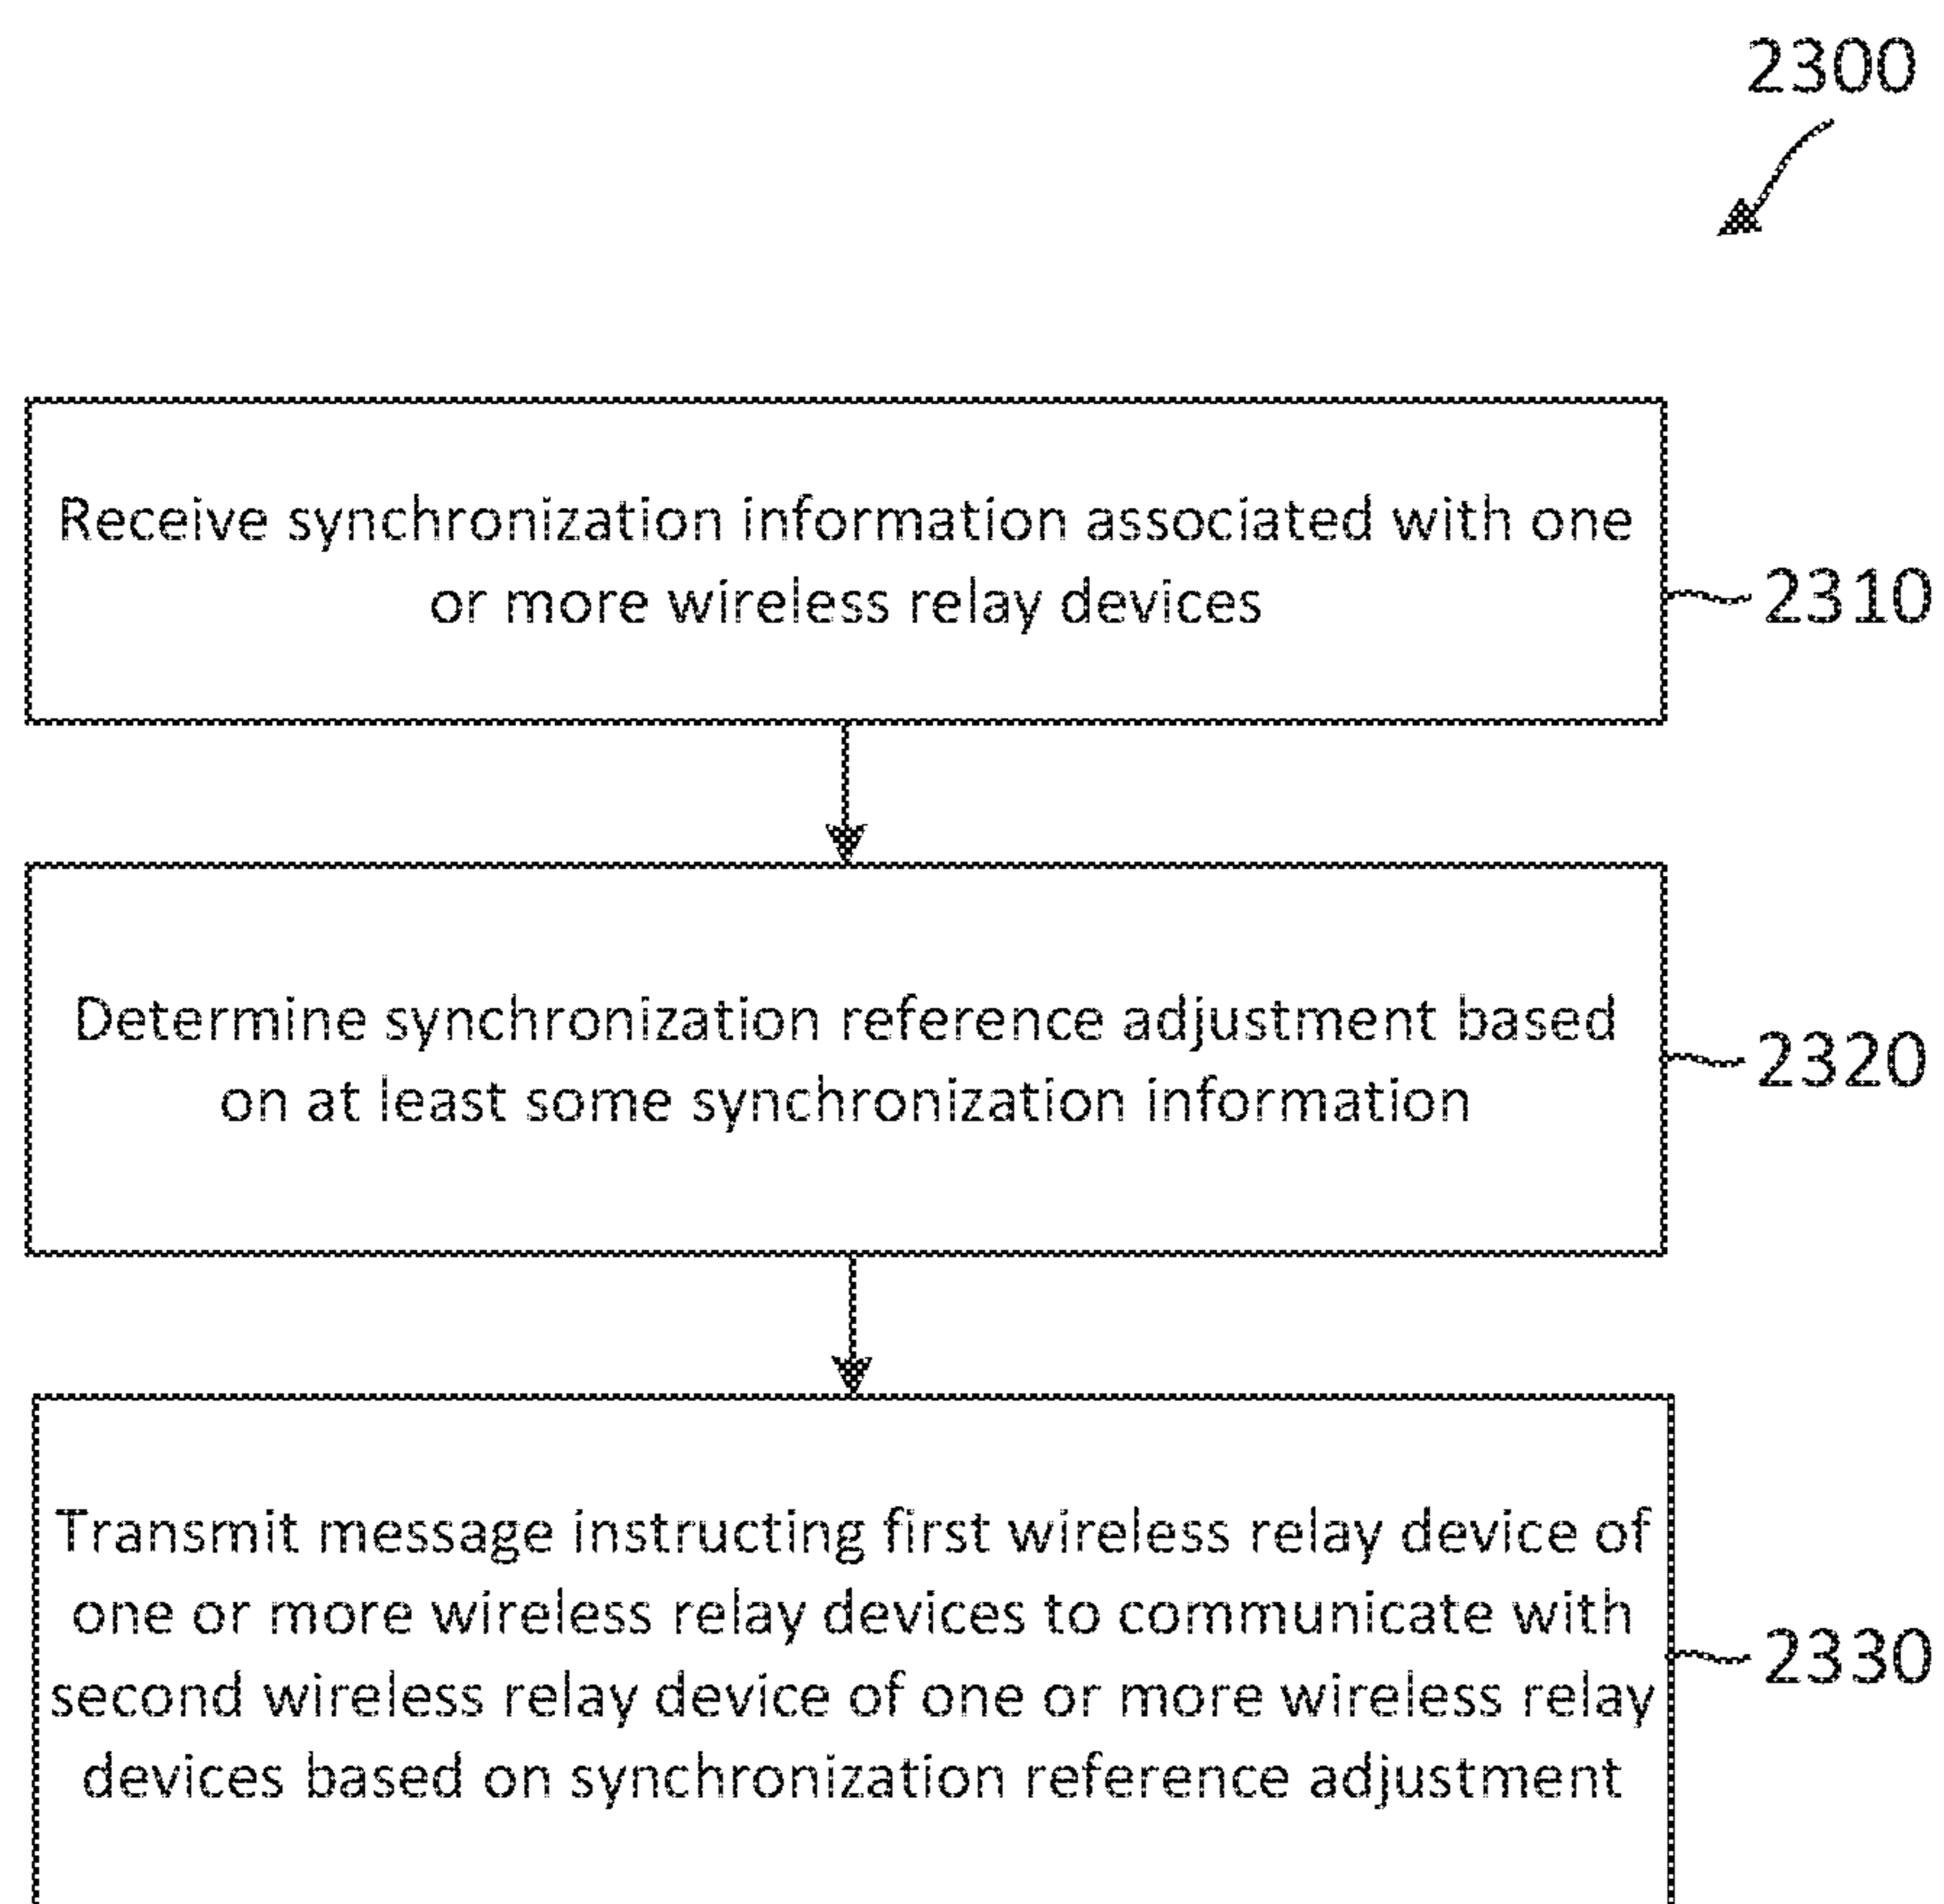 2300
Receive synchronization information associated with one
or more wireless relay devices
2310
Determine synchronization reference adjustment based
on at least some synchronization information
2320
Transmit message instructing first wireless relay device of
one or more wireless relay devices to communicate with
second wireless relay device of one or more wireless relay
devices based on synchronization reference adjustment
2330